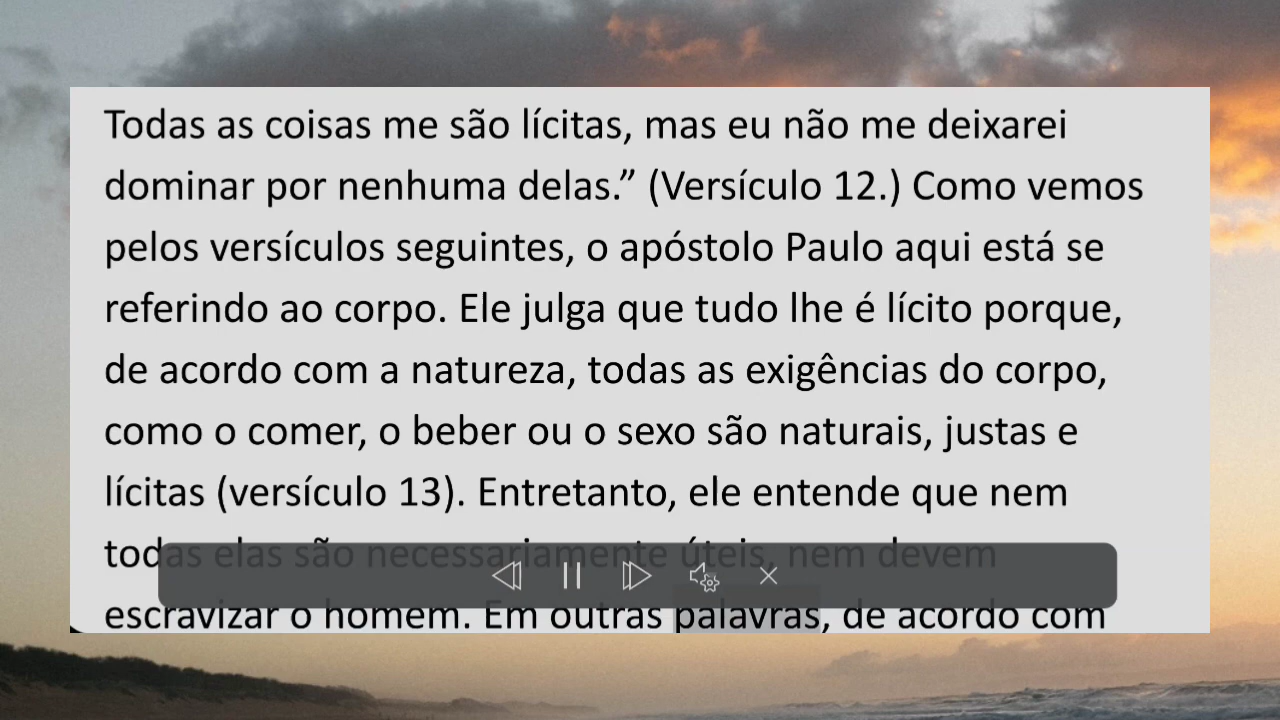 Todas as coisas me são lícitas, mas eu não me deixarei
dominar por nenhuma delas.” (Versículo 12.) Como vemos
pelos versículos seguintes, o apóstolo Paulo aqui está se
referindo ao corpo. Ele julga que tudo lhe é lícito porque,
de acordo com a natureza, todas as exigências do corpo,
como o comer, o beber ou o sexo são naturais, justas e
lícitas (versículo 13). Entretanto, ele entende que nem
todas elas são necessariamente úteis, nem devem
escravizar o homem. Em outras palavras, de acordo com